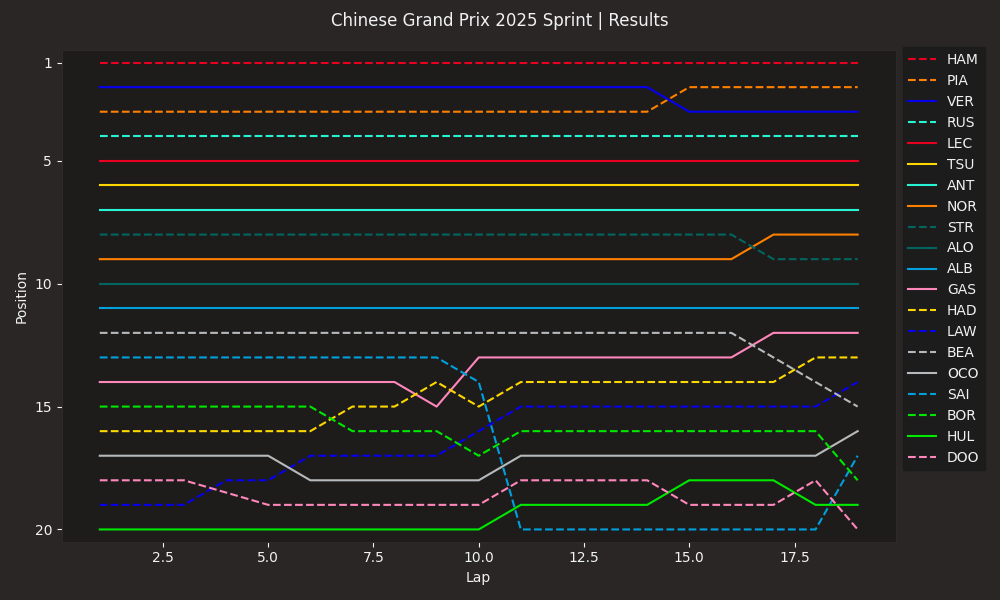 Chinese Grand Prix 2025 Sprint | Results
Position
1
5
10
15
20
2.5 5.0 7.5 10.0 12.5 15.0 17.5
Lap
HAM
PIA
VER
RUS
LEC
TSU
ANT
NOR
STR
ALO
ALB
GAS
HAD
LAW
BEA
OCO
SAI
BOR
HUL
DOO